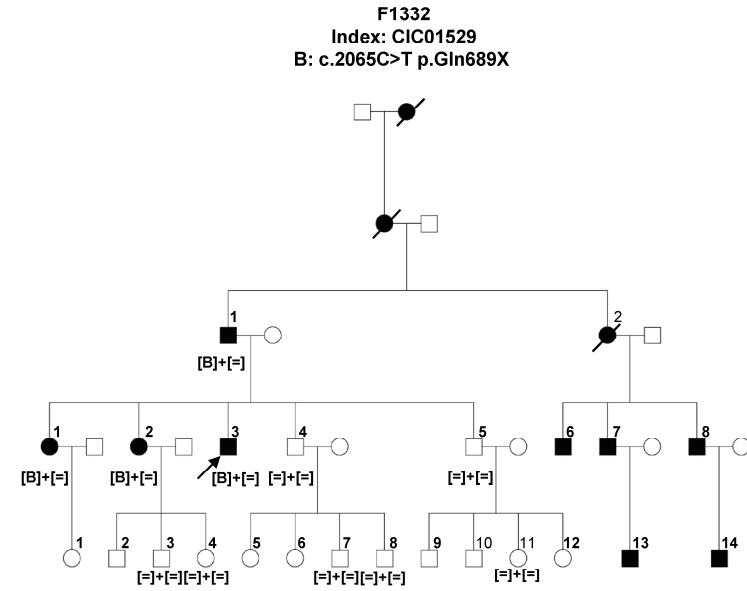 F1332
Index: CIC01529
B: c.2065C>T p.Gln689X
1 2
[B]+[=]
1 2 3 4 5 6 7 8
[B]+[=] [B]+[=] [B]+[=] [=]+[=] [=]+[=]
1 2 3 4 5 6 7 8 9 10 11 12 13 14
[=]+[=] [=]+[=] [=]+[=] [=]+[=] [=]+[=]